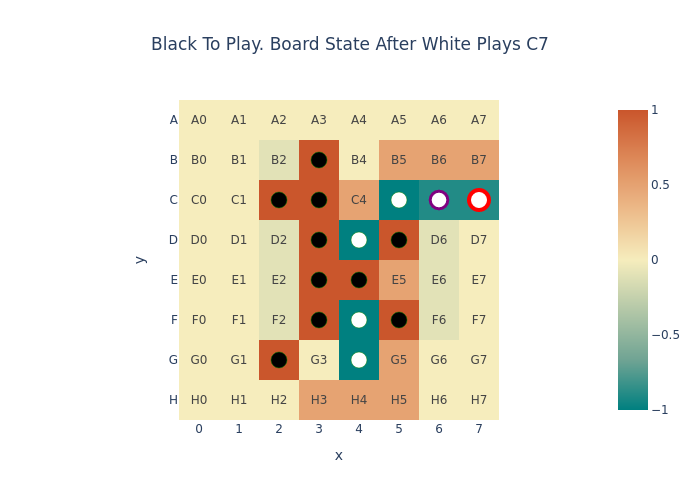 Black To Play. Board State After White Plays C7
A A0 A1 A2 A3 A4 A5 A6 A7
B B0 B1 B2 B4 B5 B6 B7
C C0 C1 C4
D D0 D1 D2 D6 D7
E E0 E1 E2 E5 E6 E7
F F0 F1 F2 F6 F7
G G0 G1 G3 G5 G6 G7
H H0 H1 H2 H3 H4 H5 H6 H7
0 1 2 3 4 5 6 7
x
y
1
0.5
0
−0.5
−1